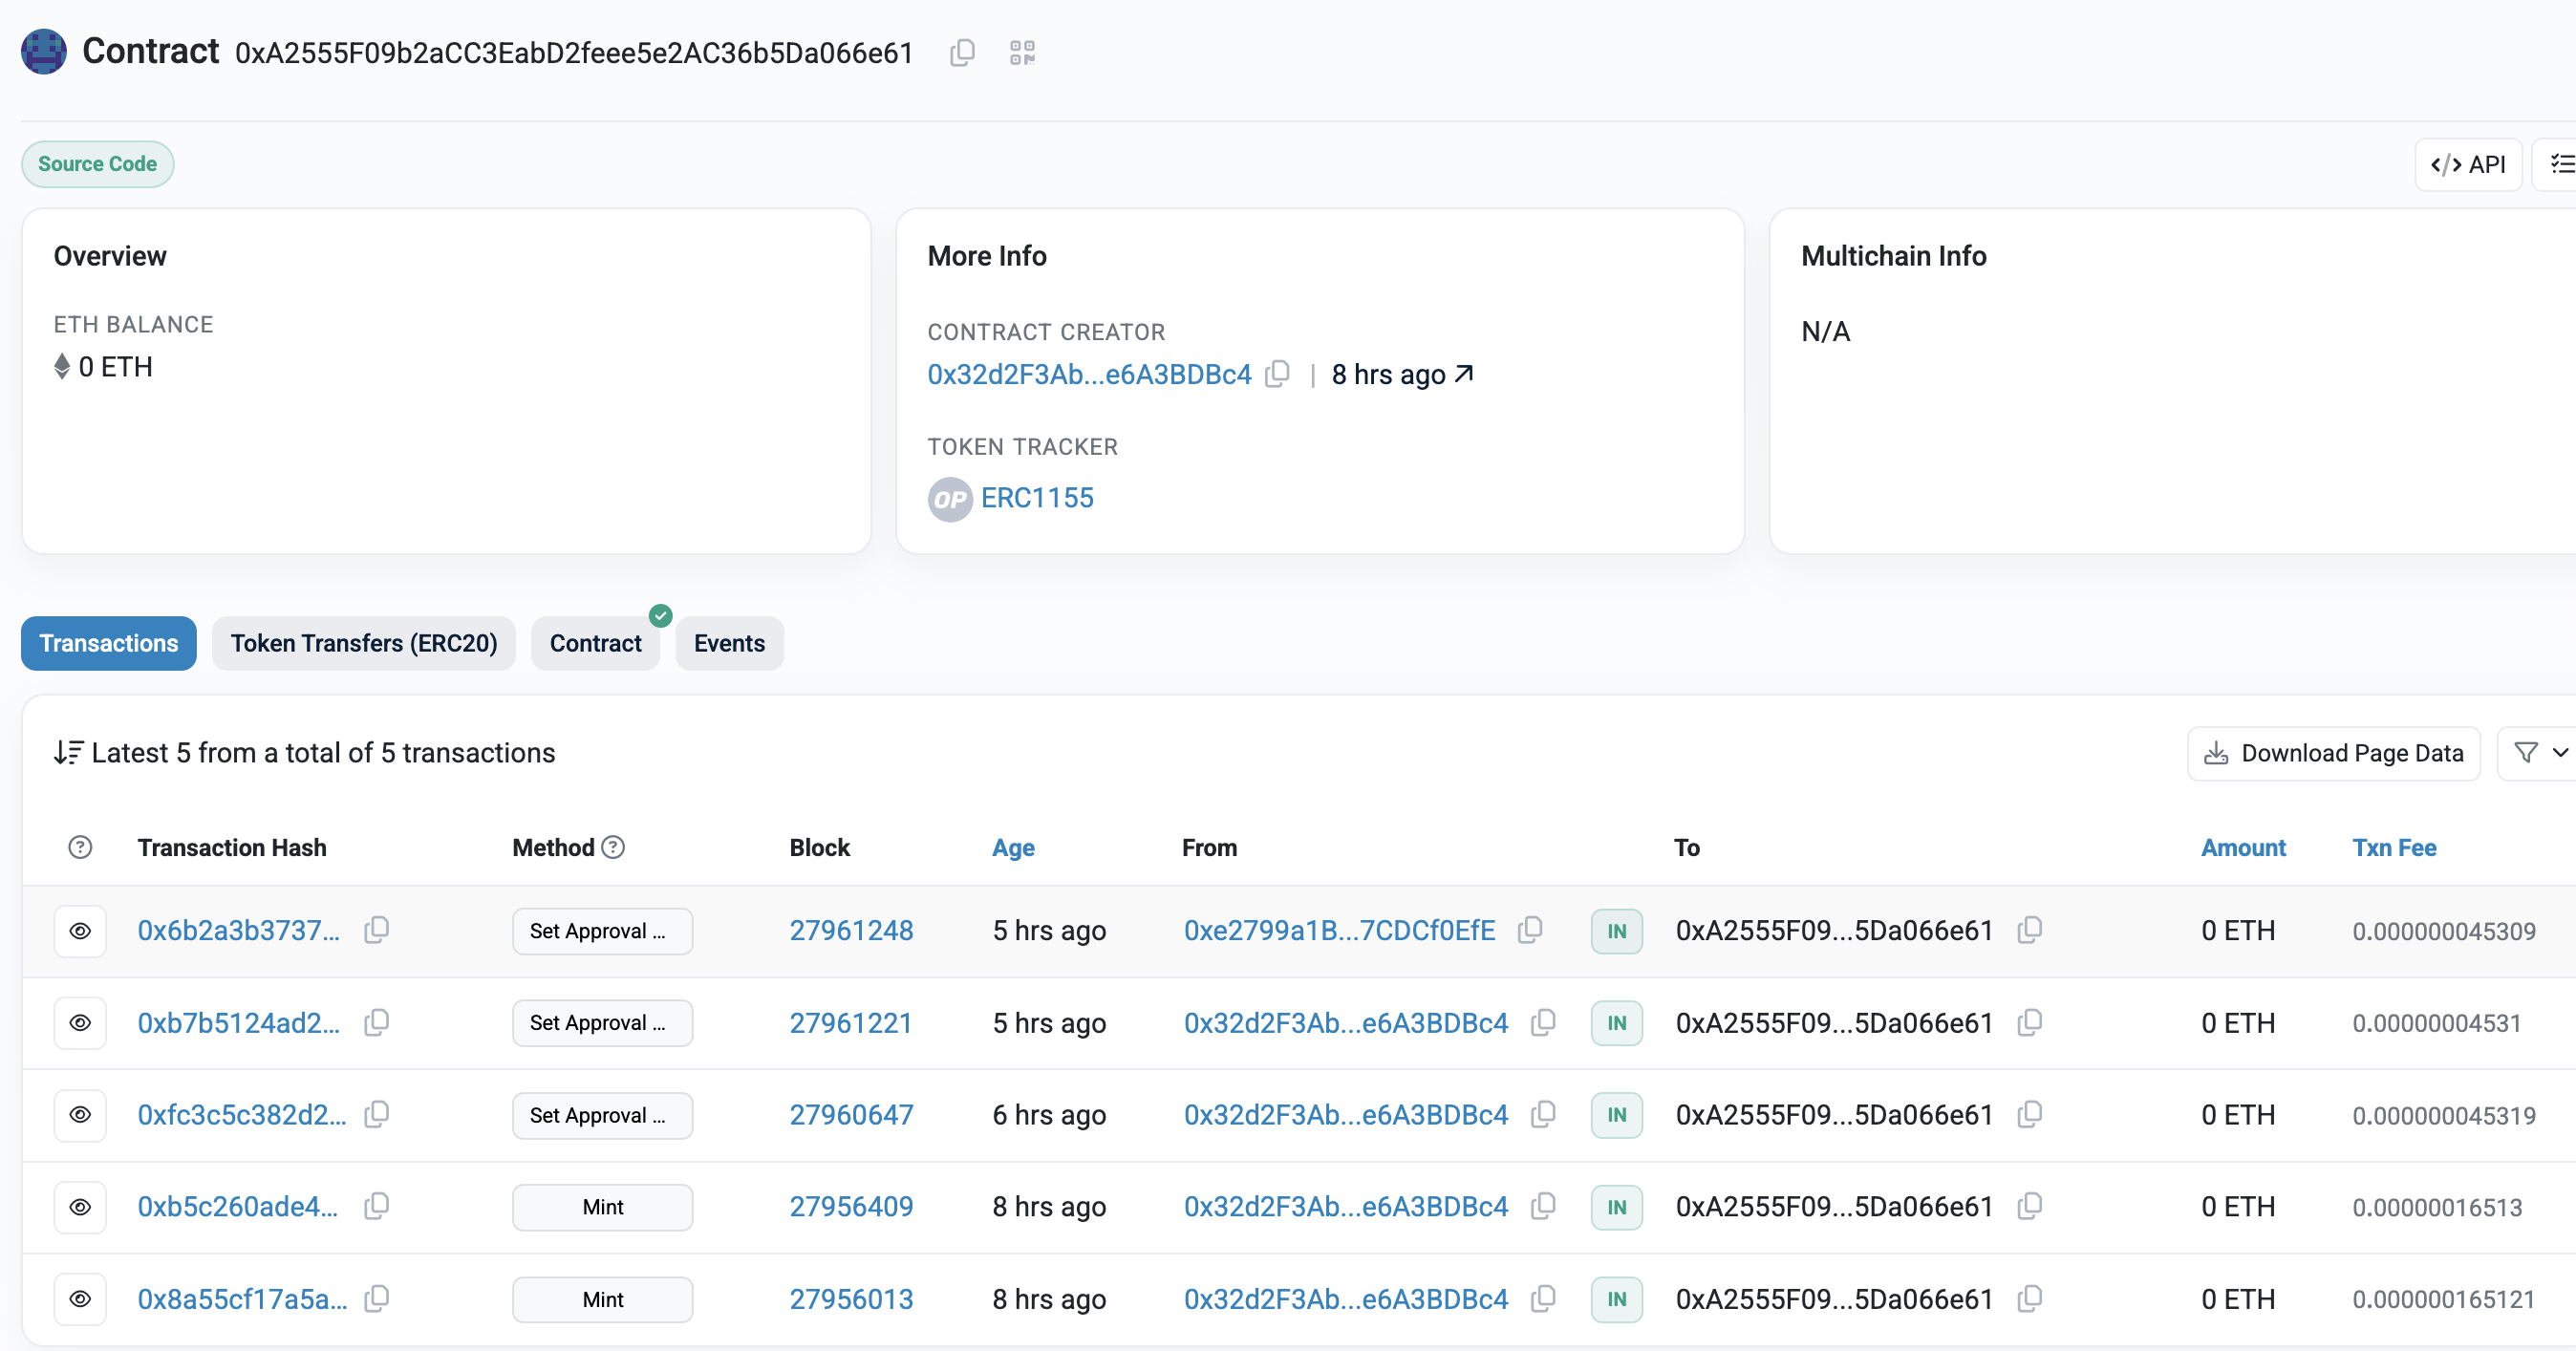 Contract 0xA2555F09b2aCC3EabD2feee5e2AC36b5Da066e61
Source Code
</> API
Overview
ETH BALANCE
0 ETH
More Info
CONTRACT CREATOR
0x32d2F3Ab...e6A3BDBc4 | 8 hrs ago
TOKEN TRACKER
OP ERC1155
Multichain Info
N/A
Transactions Token Transfers (ERC20) Contract Events
Latest 5 from a total of 5 transactions
Download Page Data
? Transaction Hash Method ? Block Age From To Amount Txn Fee
0x6b2a3b3737... Set Approval ... 27961248 5 hrs ago 0xe2799a1B...7CDCf0EfE IN 0xA2555F09...5Da066e61 0 ETH 0.000000045309
0xb7b5124ad2... Set Approval ... 27961221 5 hrs ago 0x32d2F3Ab...e6A3BDBc4 IN 0xA2555F09...5Da066e61 0 ETH 0.00000004531
0xfc3c5c382d2... Set Approval ... 27960647 6 hrs ago 0x32d2F3Ab...e6A3BDBc4 IN 0xA2555F09...5Da066e61 0 ETH 0.000000045319
0xb5c260ade4... Mint 27956409 8 hrs ago 0x32d2F3Ab...e6A3BDBc4 IN 0xA2555F09...5Da066e61 0 ETH 0.00000016513
0x8a55cf17a5a... Mint 27956013 8 hrs ago 0x32d2F3Ab...e6A3BDBc4 IN 0xA2555F09...5Da066e61 0 ETH 0.000000165121